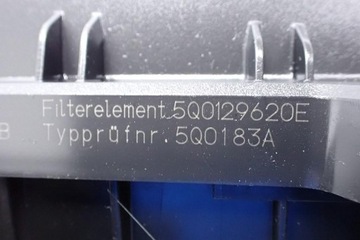 Filterelement 5Q0129620E
B Typprüfnr. 5Q0183A